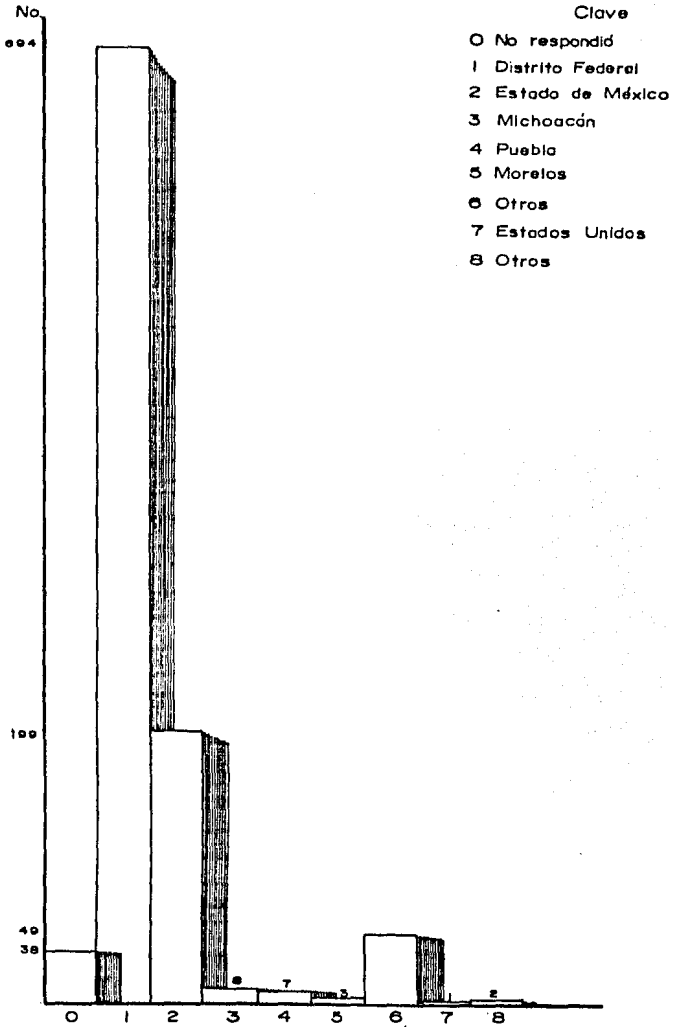 No.
Clave
694
0 No respondió
1 Distrito Federal
2 Estado de México
3 Michoacán
4 Puebla
5 Morelos
6 Otros
7 Estados Unidos
8 Otros
199
49
38
7
3
1
2
0 1 2 3 4 5 6 7 8